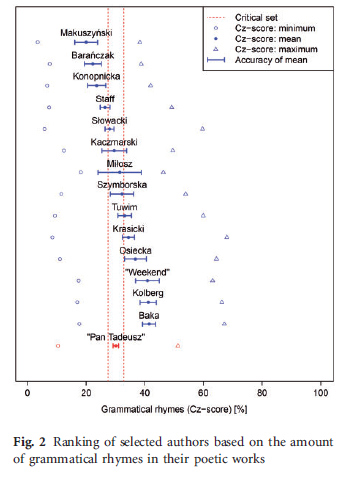 Critical set
Cz-score: minimum
Cz-score: mean
Cz-score: maximum
Accuracy of mean
Makuszyński
Barańczak
Konopnicka
Staff
Słowacki
Kaczmarski
Miłosz
Szymborska
Tuwim
Krasicki
Osiecka
"Weekend"
Kolberg
Baka
"Pan Tadeusz"
0 20 40 60 80 100
Grammatical rhymes (Cz-score) [%]
Fig. 2 Ranking of selected authors based on the amount
of grammatical rhymes in their poetic works